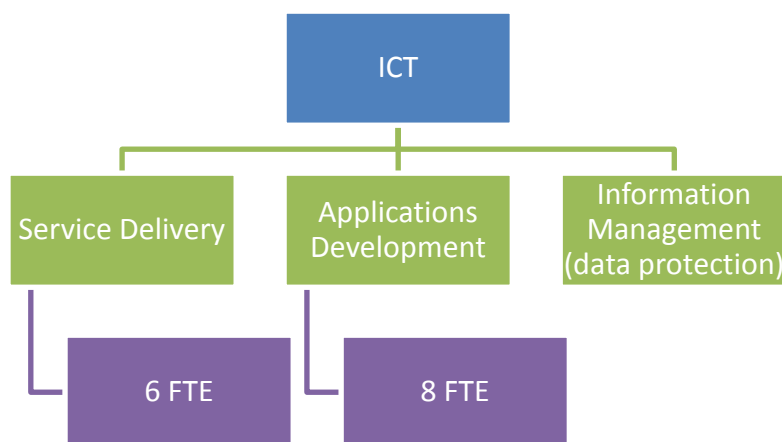 ICT
Service Delivery
Applications
Development
Information
Management
(data protection)
6 FTE
8 FTE